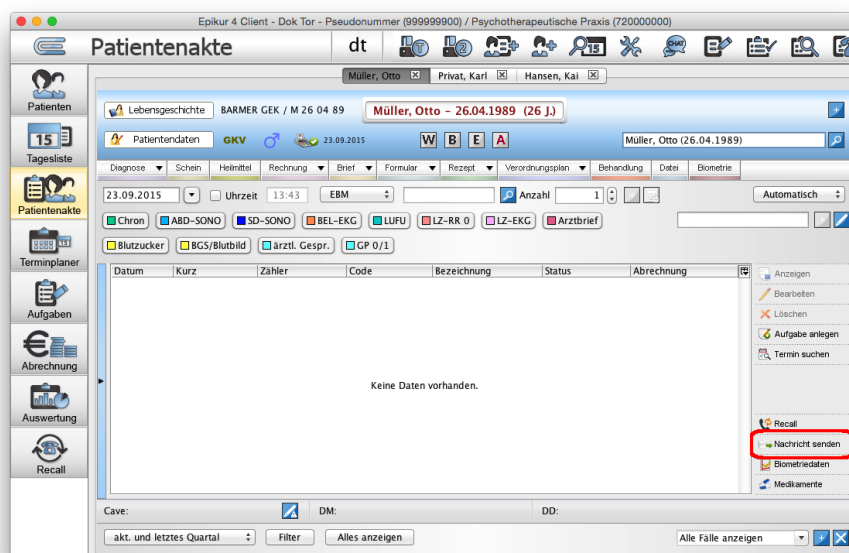 Epikur 4 Client - Dok Tor - Pseudonummer (999999900) / Psychotherapeutische Praxis (720000000)
Patientenakte dt T 2 15 CHAT
Müller, Otto Privat, Karl Hansen, Kai
Patienten
Lebensgeschichte BARMER GEK / M 26 04 89 Müller, Otto – 26.04.1989 (26 J.)
Patientendaten GKV 23.09.2015 W B E A Müller, Otto (26.04.1989)
15
Tagesliste
Diagnose Schein Heilmittel Rechnung Brief Formular Rezept Verordnungsplan Behandlung Datei Biometrie
23.09.2015 Uhrzeit 13:43 EBM Anzahl 1 Automatisch
Patientenakte
Chron ABD-SONO SD-SONO BEL-EKG LUFU LZ-RR 0 LZ-EKG Arztbrief
Blutzucker BGS/Blutbild ärztl. Gespr. GP 0/1
15
Terminplaner
Datum Kurz Zähler Code Bezeichnung Status Abrechnung
Anzeigen
Bearbeiten
Löschen
Aufgabe anlegen
Termin suchen
Aufgaben
Abrechnung
Keine Daten vorhanden.
Auswertung
Recall
Nachricht senden
Biometriedaten
Medikamente
Recall
Cave: DM: DD:
akt. und letztes Quartal Filter Alles anzeigen Alle Fälle anzeigen